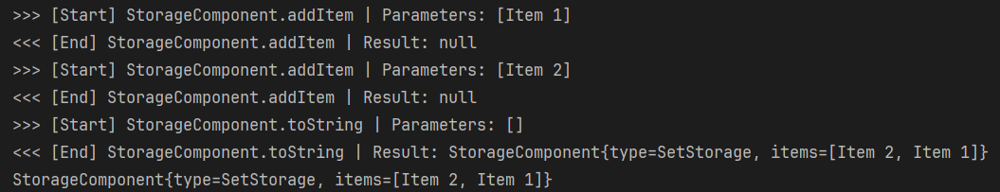 >>> [Start] StorageComponent.addItem | Parameters: [Item 1]
<<< [End] StorageComponent.addItem | Result: null
>>> [Start] StorageComponent.addItem | Parameters: [Item 2]
<<< [End] StorageComponent.addItem | Result: null
>>> [Start] StorageComponent.toString | Parameters: []
<<< [End] StorageComponent.toString | Result: StorageComponent{type=SetStorage, items=[Item 2, Item 1]}
StorageComponent{type=SetStorage, items=[Item 2, Item 1]}